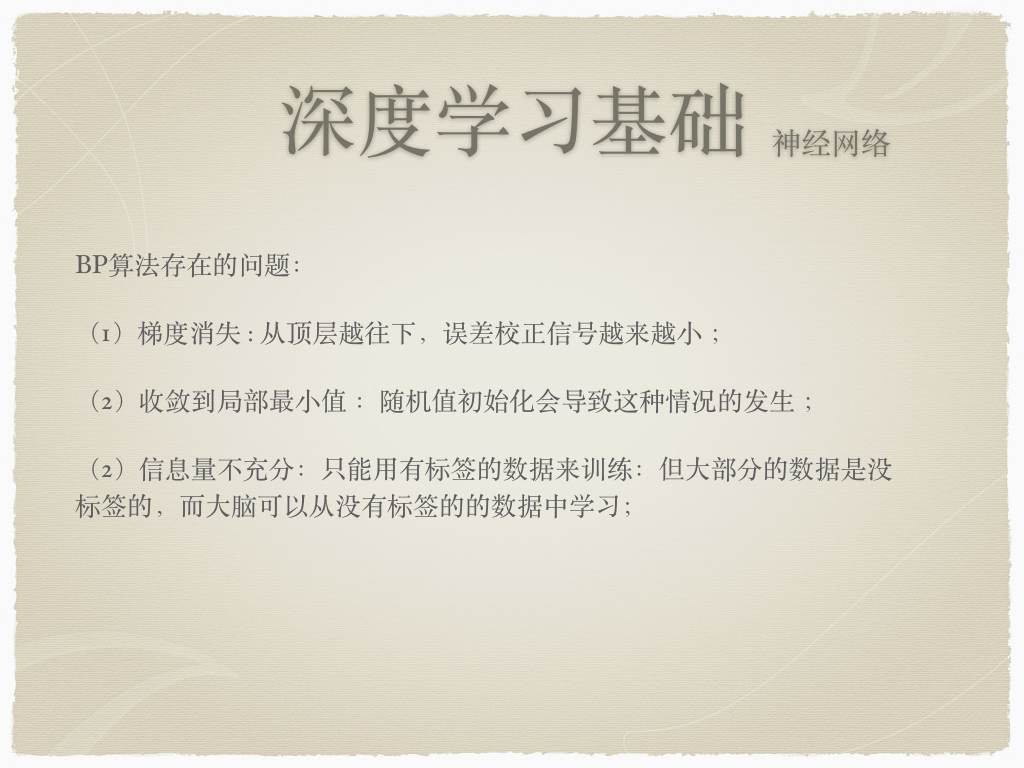 深度学习基础 神经网络
BP算法存在的问题：
（1）梯度消失 : 从顶层越往下，误差校正信号越来越小；
（2）收敛到局部最小值： 随机值初始化会导致这种情况的发生；
（2）信息量不充分：只能用有标签的数据来训练：但大部分的数据是没
标签的，而大脑可以从没有标签的的数据中学习；